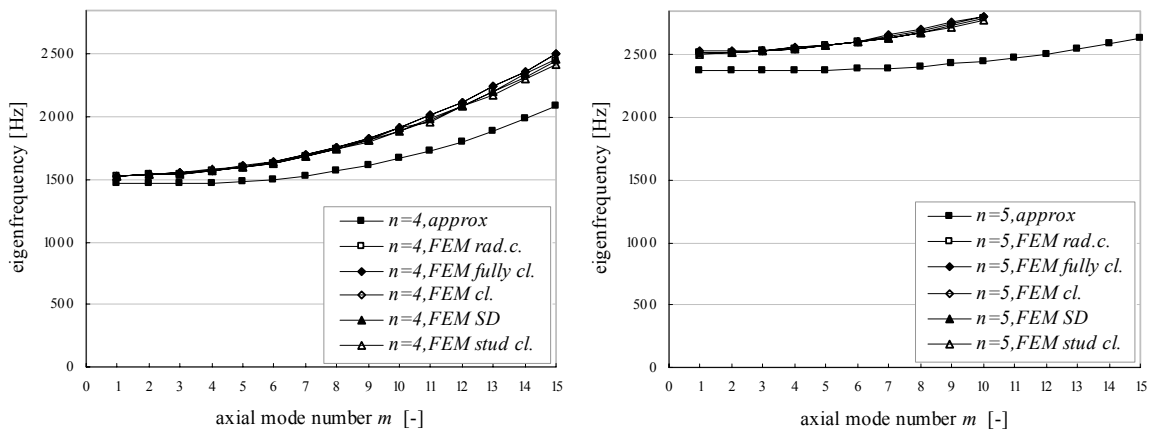 2500
2000
1500
1000
500
0
eigenfrequency [Hz]
0 1 2 3 4 5 6 7 8 9 10 11 12 13 14 15
axial mode number m [-]
n=4,approx
n=4,FEM rad.c.
n=4,FEM fully cl.
n=4,FEM cl.
n=4,FEM SD
n=4,FEM stud cl.
2500
2000
1500
1000
500
0
eigenfrequency [Hz]
0 1 2 3 4 5 6 7 8 9 10 11 12 13 14 15
axial mode number m [-]
n=5,approx
n=5,FEM rad.c.
n=5,FEM fully cl.
n=5,FEM cl.
n=5,FEM SD
n=5,FEM stud cl.